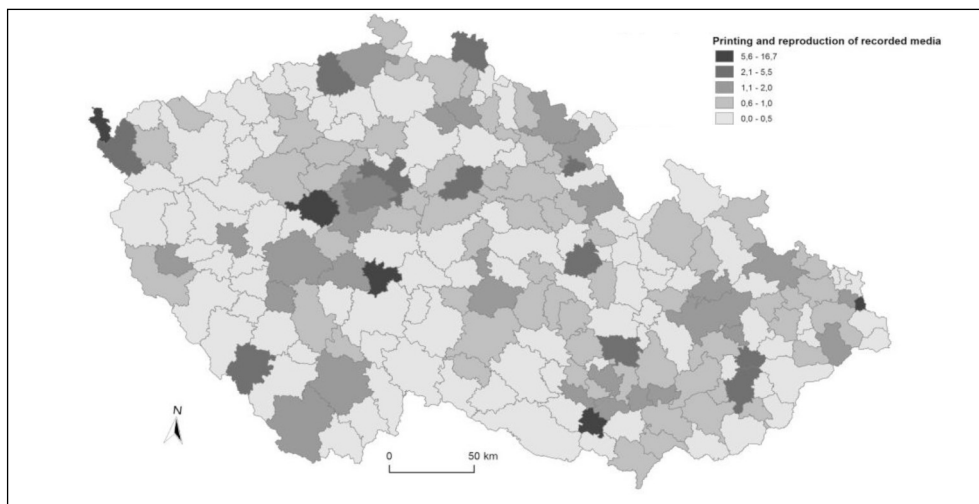 Printing and reproduction of recorded media
5,6 - 16,7
2,1 - 5,5
1,1 - 2,0
0,6 - 1,0
0,0 - 0,5
N
0 50 km